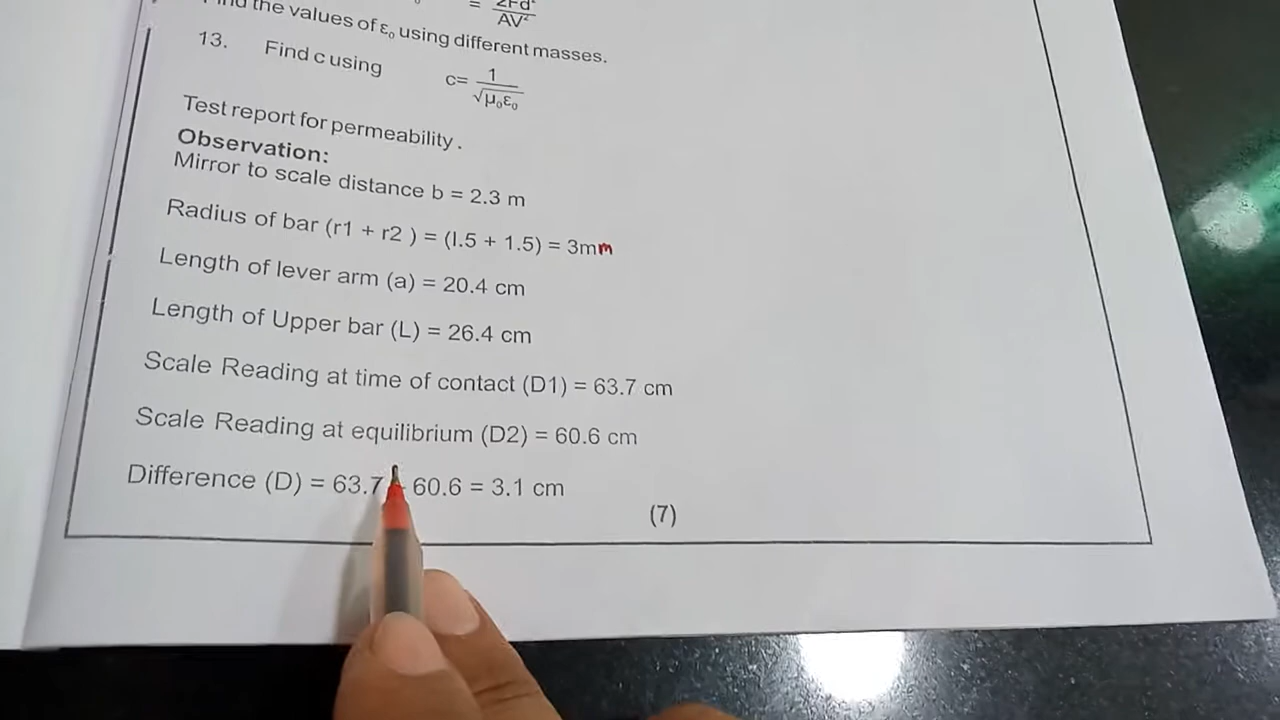 = 2Fd² / AV²
the values of ε₀ using different masses.
13. Find c using c= 1 / √μ₀ε₀
Test report for permeability .
Observation:
Mirror to scale distance b = 2.3 m
Radius of bar (r1 + r2 ) = (l.5 + 1.5) = 3mm
Length of lever arm (a) = 20.4 cm
Length of Upper bar (L) = 26.4 cm
Scale Reading at time of contact (D1) = 63.7 cm
Scale Reading at equilibrium (D2) = 60.6 cm
Difference (D) = 63.7 - 60.6 = 3.1 cm
(7)